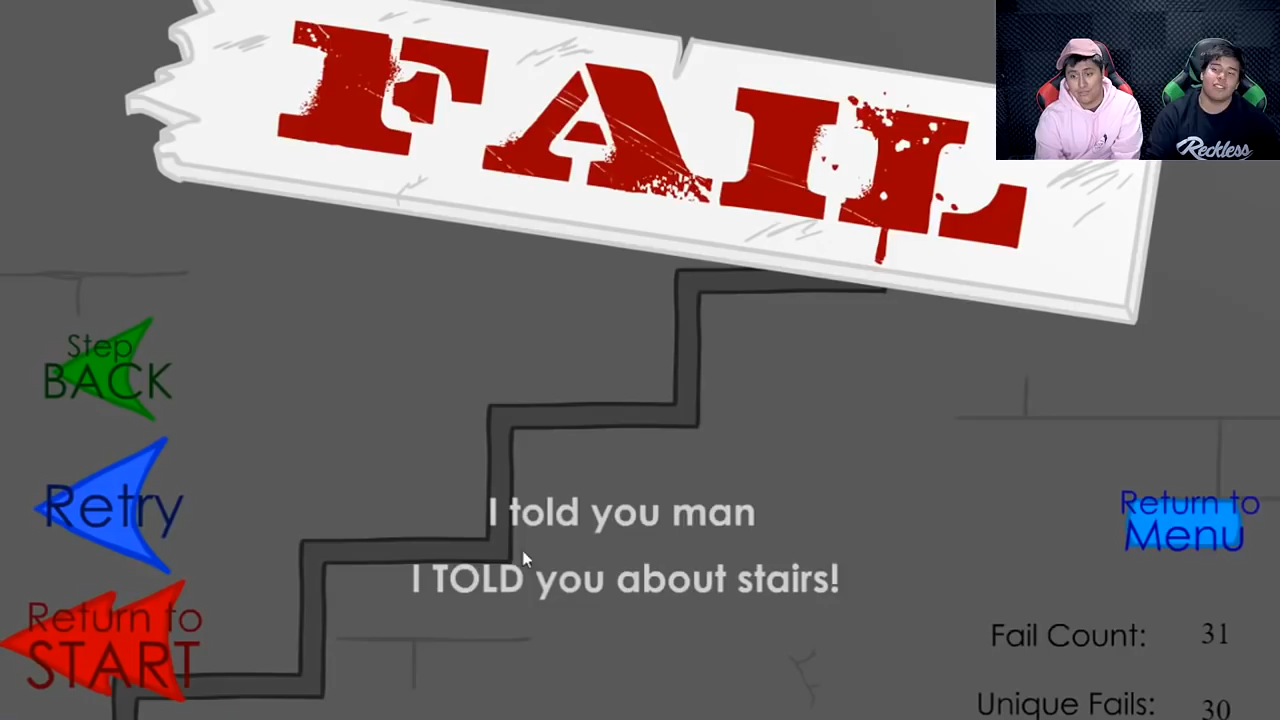 FAIL
Reckless
Step
BACK
Retry
I told you man
I TOLD you about stairs!
Return to
Menu
Return to
START
Fail Count: 31
Unique Fails: 30